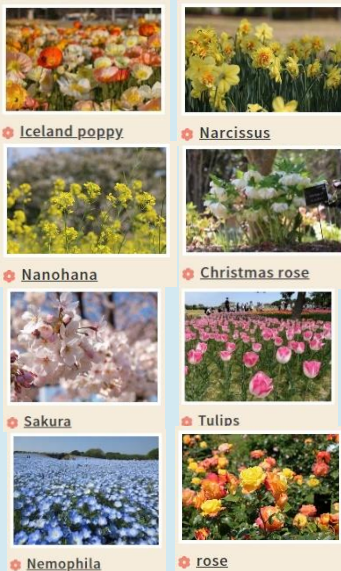 Iceland poppy
Narcissus
Nanohana
Christmas rose
Sakura
Tulips
Nemophila
rose